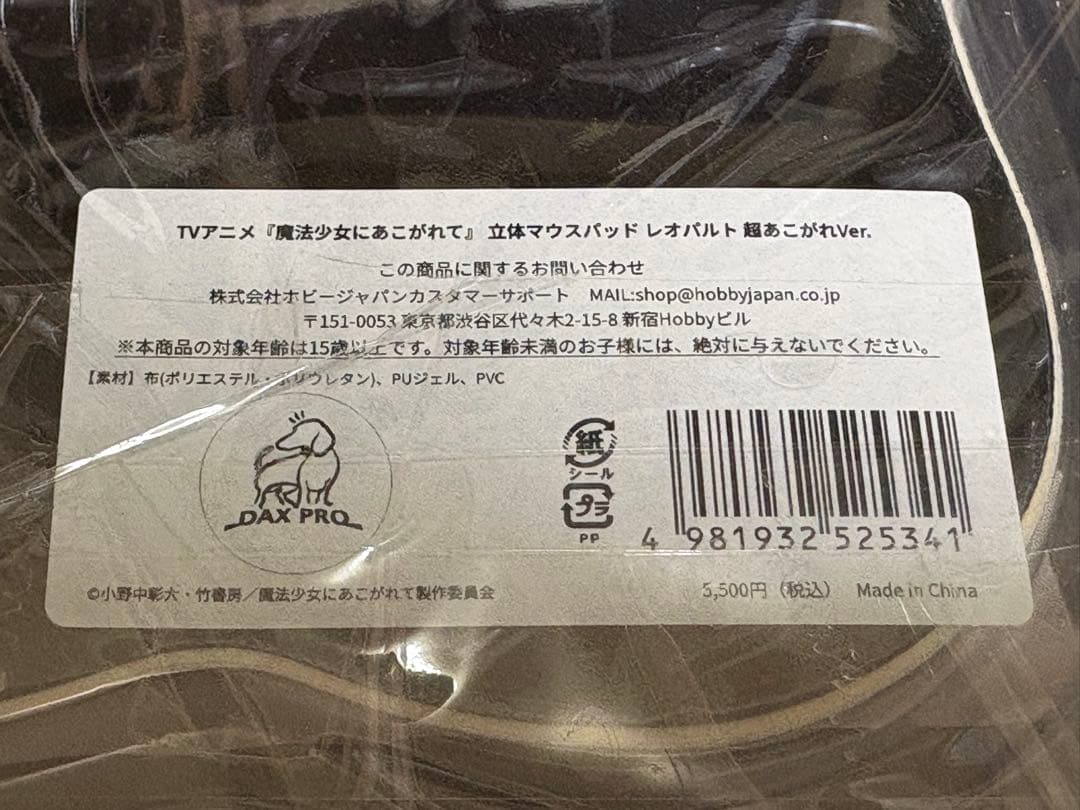 TVアニメ『魔法少女にあこがれて』 立体マウスパッド レオパルト 超あこがれVer.
この商品に関するお問い合わせ
株式会社ホビージャパンカスタマーサポート　MAIL:shop@hobbyjapan.co.jp
〒151-0053 東京都渋谷区代々木2-15-8 新宿Hobbyビル
※本商品の対象年齢は15歳以上です。対象年齢未満のお子様には、絶対に与えないでください。
【素材】布(ポリエステル・ポリウレタン)、PUジェル、PVC
DAX PRO
紙
シール
プラ
PP
4 981932 525341
©小野中彰大・竹書房／魔法少女にあこがれて製作委員会
5,500円（税込）　Made in China